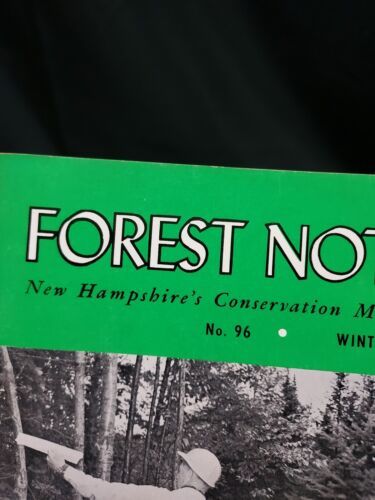 FOREST NOT
New Hampshire's Conservation M
No. 96 • WINT